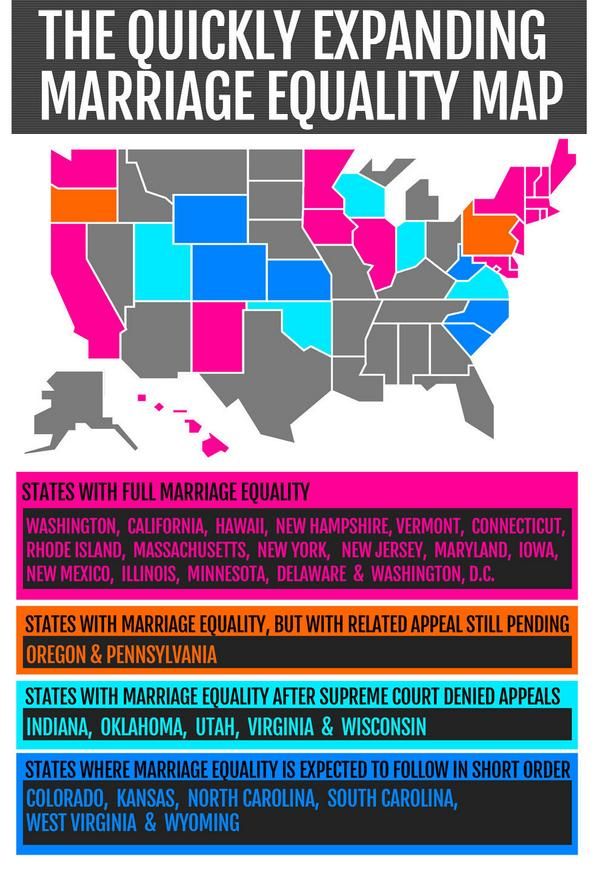 THE QUICKLY EXPANDING
MARRIAGE EQUALITY MAP
STATES WITH FULL MARRIAGE EQUALITY
WASHINGTON, CALIFORNIA, HAWAII, NEW HAMPSHIRE, VERMONT, CONNECTICUT,
RHODE ISLAND, MASSACHUSETTS, NEW YORK, NEW JERSEY, MARYLAND, IOWA,
NEW MEXICO, ILLINOIS, MINNESOTA, DELAWARE & WASHINGTON, D.C.
STATES WITH MARRIAGE EQUALITY, BUT WITH RELATED APPEAL STILL PENDING
OREGON & PENNSYLVANIA
STATES WITH MARRIAGE EQUALITY AFTER SUPREME COURT DENIED APPEALS
INDIANA, OKLAHOMA, UTAH, VIRGINIA & WISCONSIN
STATES WHERE MARRIAGE EQUALITY IS EXPECTED TO FOLLOW IN SHORT ORDER
COLORADO, KANSAS, NORTH CAROLINA, SOUTH CAROLINA,
WEST VIRGINIA & WYOMING